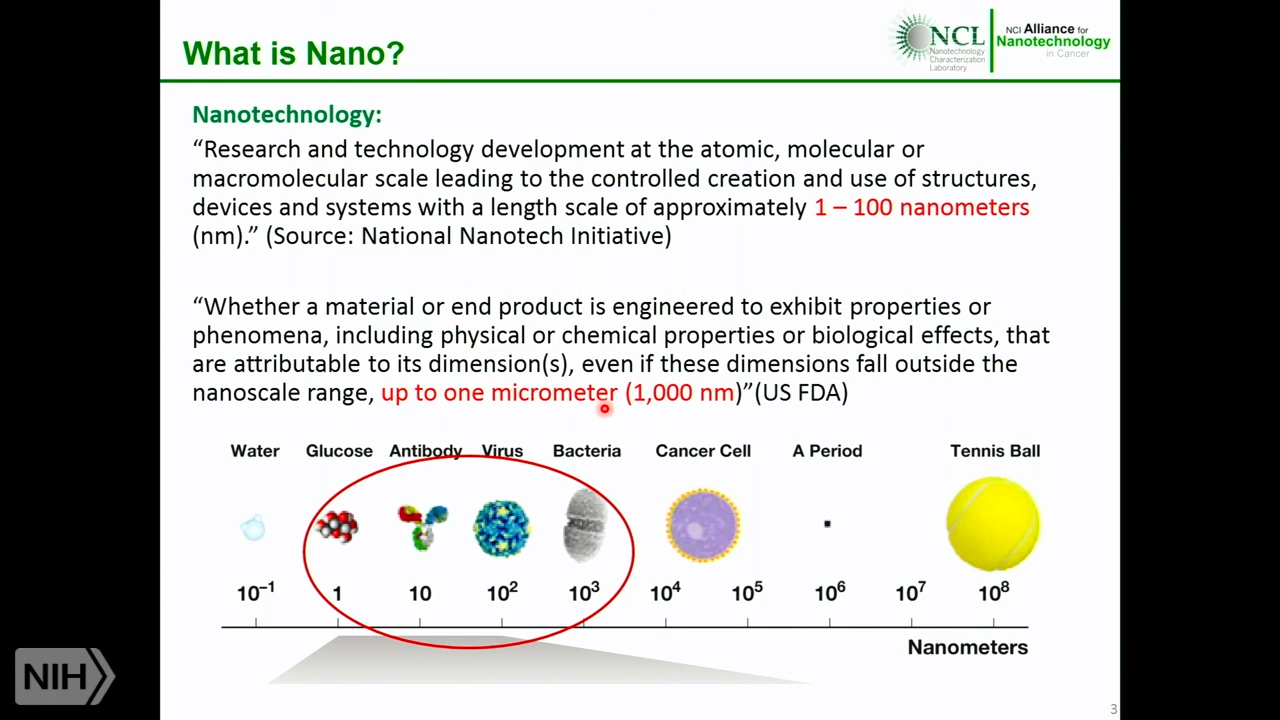 What is Nano?
NCL
Nanotechnology
Characterization
Laboratory
NCI Alliance for
Nanotechnology
in Cancer
Nanotechnology:
“Research and technology development at the atomic, molecular or
macromolecular scale leading to the controlled creation and use of structures,
devices and systems with a length scale of approximately 1 – 100 nanometers
(nm).” (Source: National Nanotech Initiative)
“Whether a material or end product is engineered to exhibit properties or
phenomena, including physical or chemical properties or biological effects, that
are attributable to its dimension(s), even if these dimensions fall outside the
nanoscale range, up to one micrometer (1,000 nm)”(US FDA)
Water Glucose Antibody Virus Bacteria Cancer Cell A Period Tennis Ball
10⁻¹ 1 10 10² 10³ 10⁴ 10⁵ 10⁶ 10⁷ 10⁸
Nanometers
NIH
3